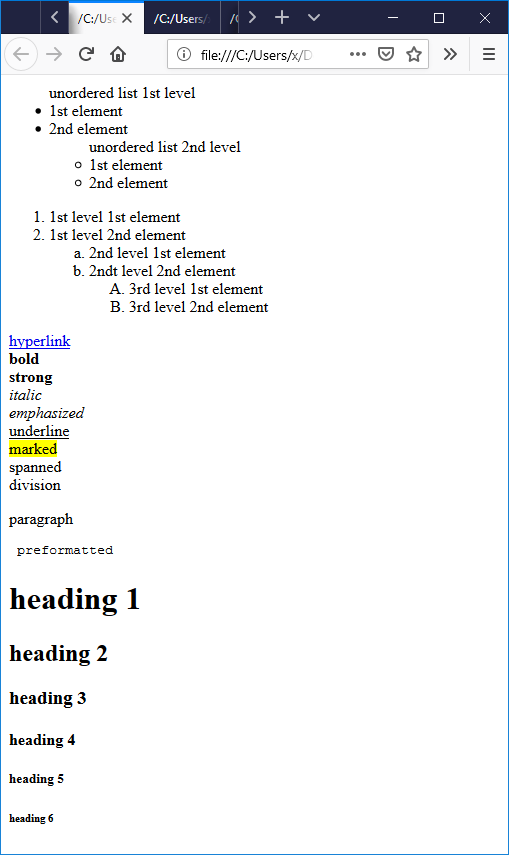 /C:/Use /C:/Users/x /C
file:///C:/Users/x/D
unordered list 1st level
• 1st element
• 2nd element
unordered list 2nd level
○ 1st element
○ 2nd element
1. 1st level 1st element
2. 1st level 2nd element
a. 2nd level 1st element
b. 2ndt level 2nd element
A. 3rd level 1st element
B. 3rd level 2nd element
hyperlink
bold
strong
italic
emphasized
underline
marked
spanned
division
paragraph
preformatted
heading 1
heading 2
heading 3
heading 4
heading 5
heading 6